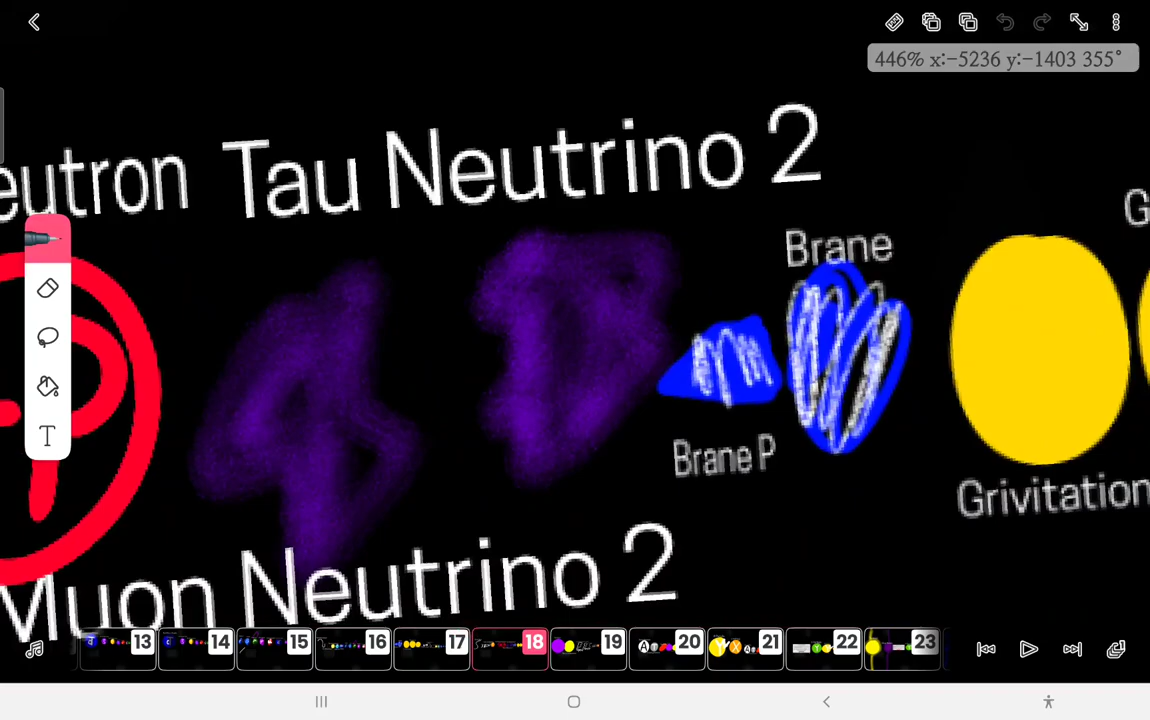 446% x:-5236 y:-1403 355°
eutron Tau Neutrino 2
Brane
G
Brane P
Grivitation
Muon Neutrino 2
T
13 14 15 16 17 18 19 20 21 22 23